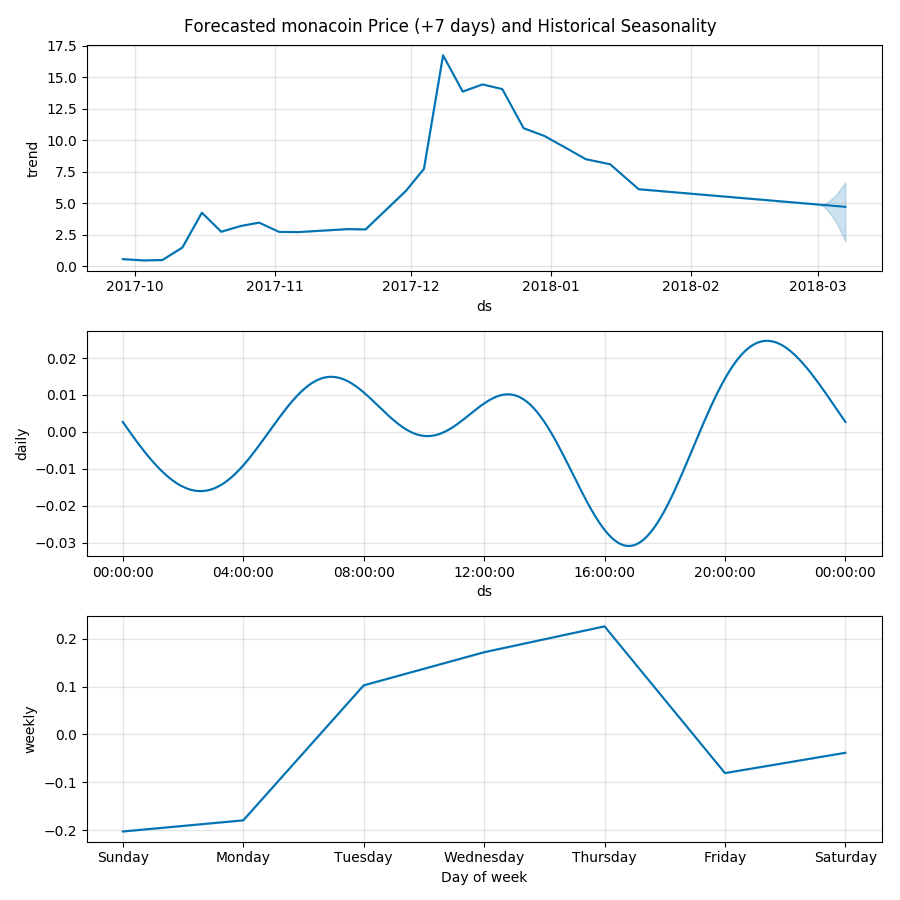 Forecasted monacoin Price (+7 days) and Historical Seasonality
17.5
15.0
12.5
10.0
7.5
5.0
2.5
0.0
trend
2017-10 2017-11 2017-12 2018-01 2018-02 2018-03
ds
0.02
0.01
0.00
−0.01
−0.02
−0.03
daily
00:00:00 04:00:00 08:00:00 12:00:00 16:00:00 20:00:00 00:00:00
ds
0.2
0.1
0.0
−0.1
−0.2
weekly
Sunday Monday Tuesday Wednesday Thursday Friday Saturday
Day of week